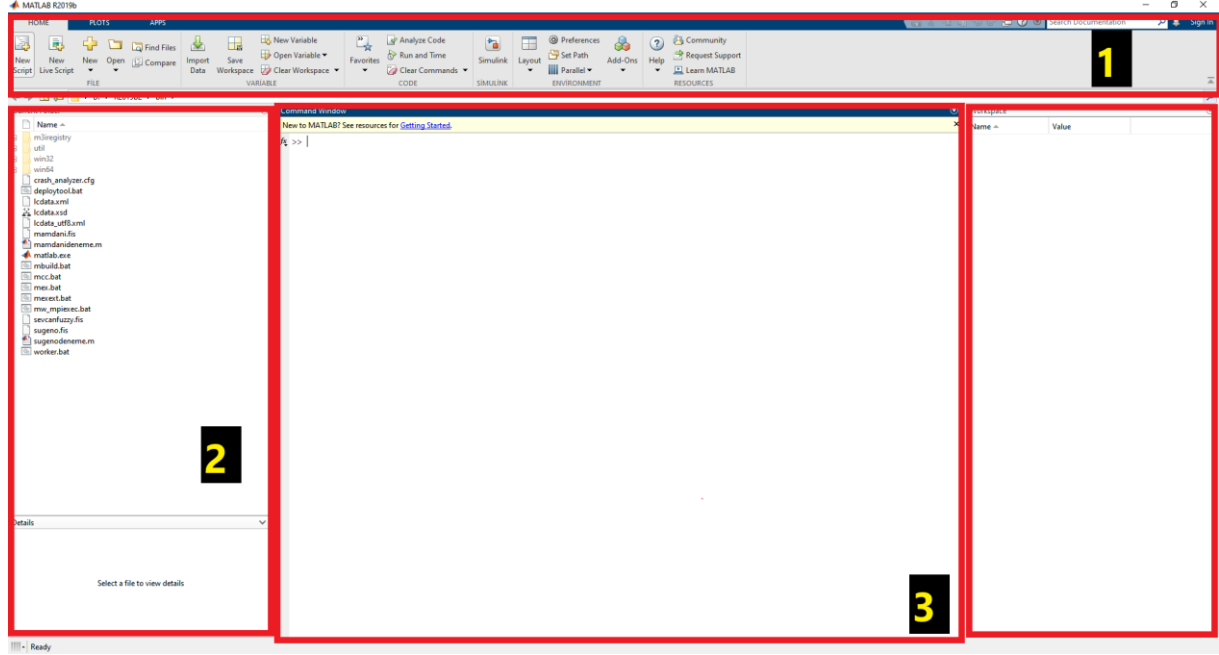 MATLAB R2019b
HOME PLOTS APPS
Search Documentation Sign In
New Script
New Live Script
New
Open
Find Files
Compare
FILE
Import Data
Save Workspace
New Variable
Open Variable
Clear Workspace
VARIABLE
Favorites
Analyze Code
Run and Time
Clear Commands
CODE
Simulink
SIMULINK
Layout
Preferences
Set Path
Parallel
Add-Ons
ENVIRONMENT
Help
Community
Request Support
Learn MATLAB
RESOURCES
1
Name
m3iregistry
util
win32
win64
crash_analyzer.cfg
deploytool.bat
lcdata.xml
lcdata.xsd
lcdata_utf8.xml
mamdani.fis
mamdanideneme.m
matlab.exe
mbuild.bat
mcc.bat
mex.bat
mexext.bat
mw_mpiexec.bat
sevcanfuzzy.fis
sugeno.fis
sugenodeneme.m
worker.bat
2
Details
Select a file to view details
Command Window
New to MATLAB? See resources for Getting Started.
fx >>
3
Workspace
Name Value
Ready